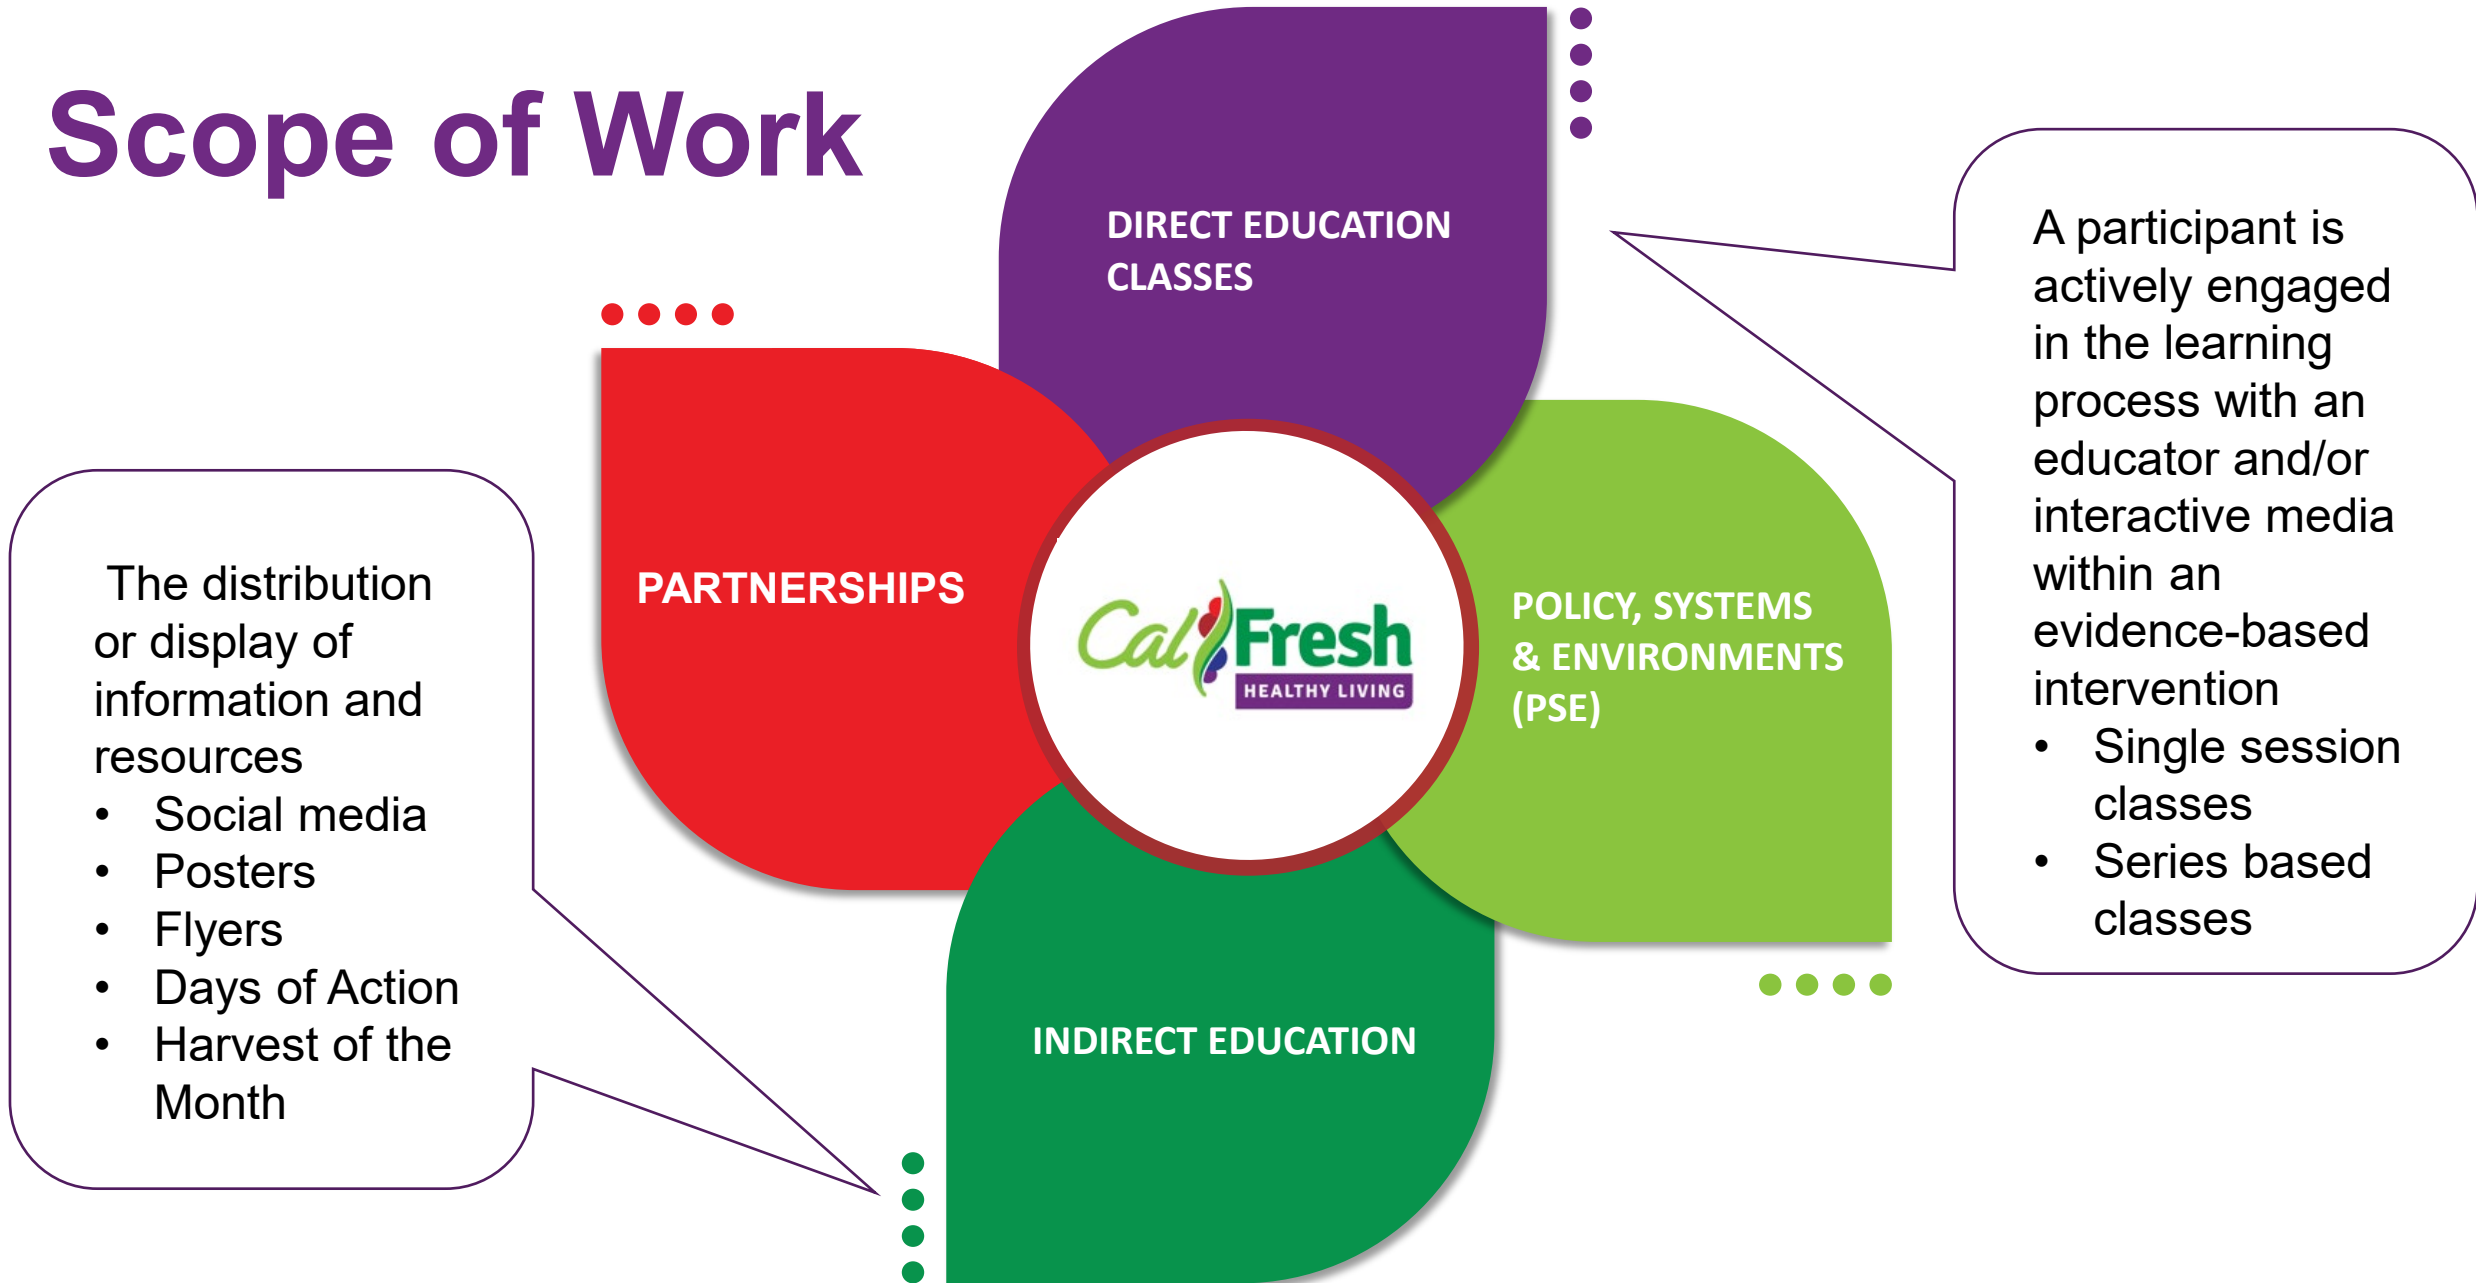 Scope of Work
DIRECT EDUCATION
CLASSES
PARTNERSHIPS
CalFresh
HEALTHY LIVING
POLICY, SYSTEMS
& ENVIRONMENTS
(PSE)
INDIRECT EDUCATION
The distribution
or display of
information and
resources
• Social media
• Posters
• Flyers
• Days of Action
• Harvest of the
Month
A participant is
actively engaged
in the learning
process with an
educator and/or
interactive media
within an
evidence-based
intervention
• Single session
classes
• Series based
classes